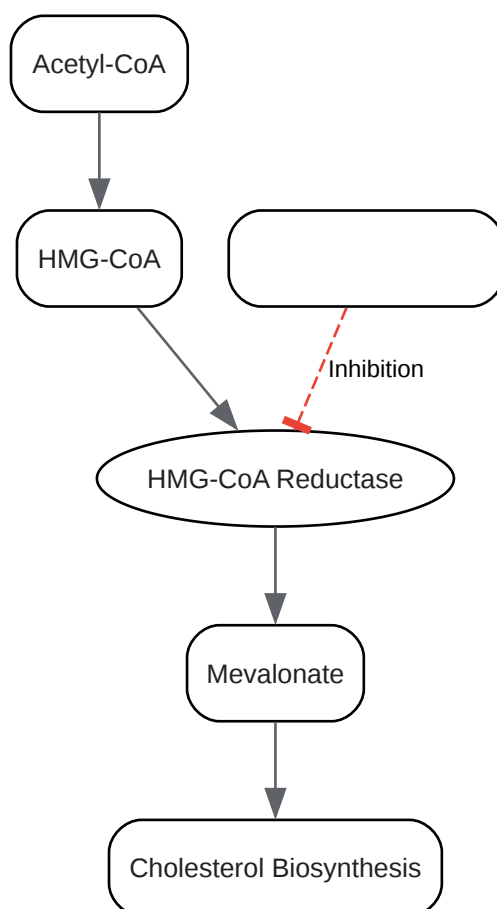 Acetyl-CoA
HMG-CoA
Inhibition
HMG-CoA Reductase
Mevalonate
Cholesterol Biosynthesis